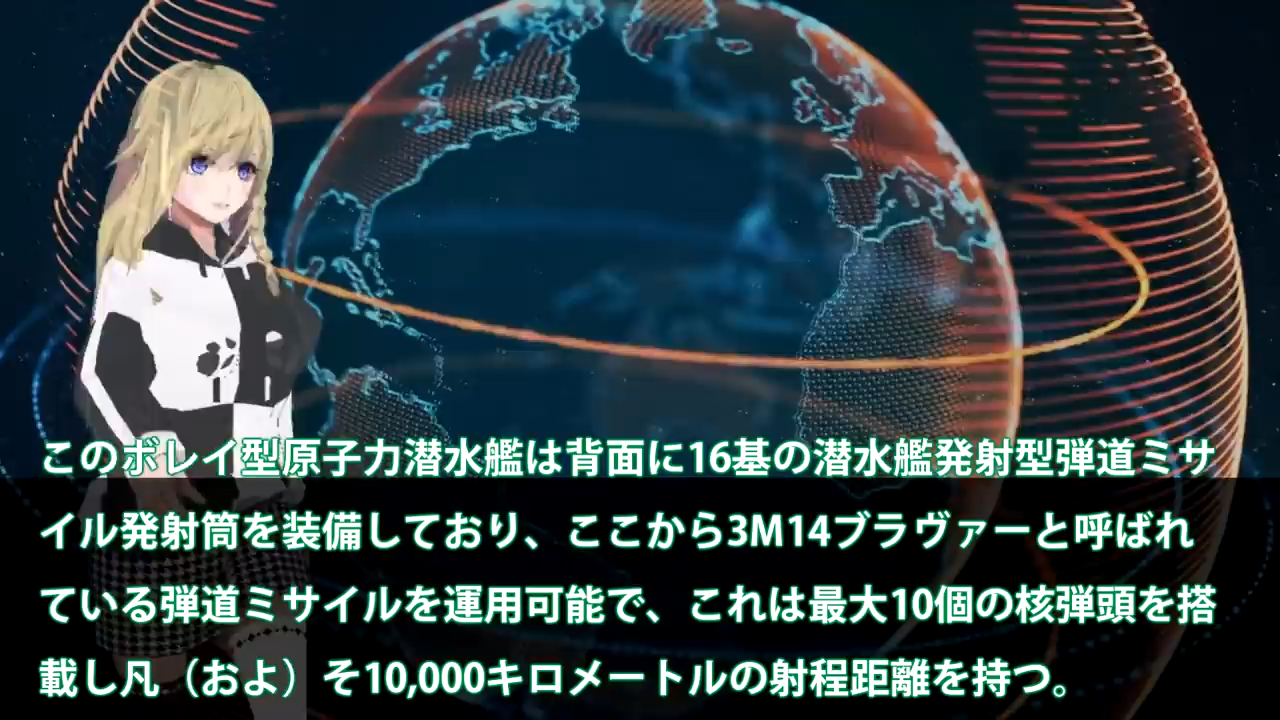 このボレイ型原子力潜水艦は背面に16基の潜水艦発射型弾道ミサ
イル発射筒を装備しており、ここから3M14ブラヴァーと呼ばれ
ている弾道ミサイルを運用可能で、これは最大10個の核弾頭を搭
載し凡（およ）そ10,000キロメートルの射程距離を持つ。